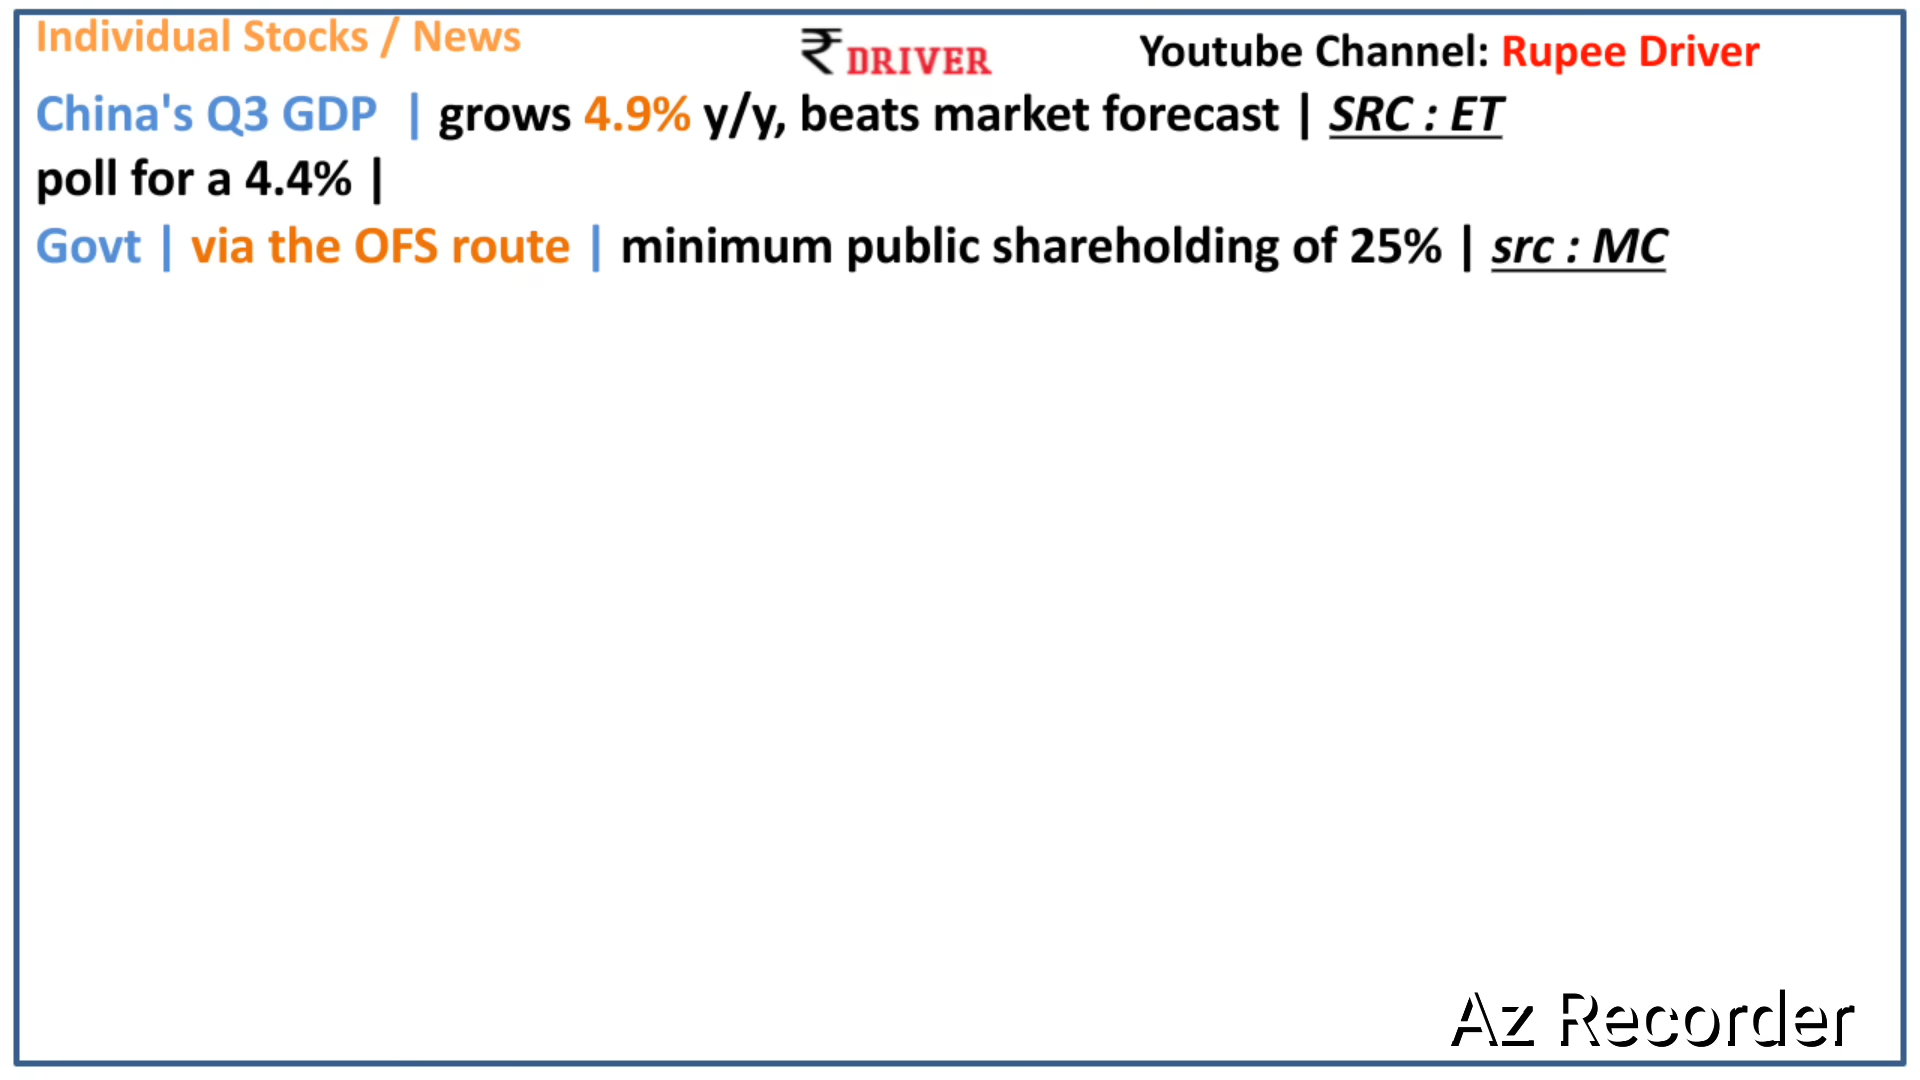 Individual Stocks / News
₹ DRIVER
Youtube Channel: Rupee Driver
China's Q3 GDP | grows 4.9% y/y, beats market forecast | SRC : ET
poll for a 4.4% |
Govt | via the OFS route | minimum public shareholding of 25% | src : MC
Az Recorder